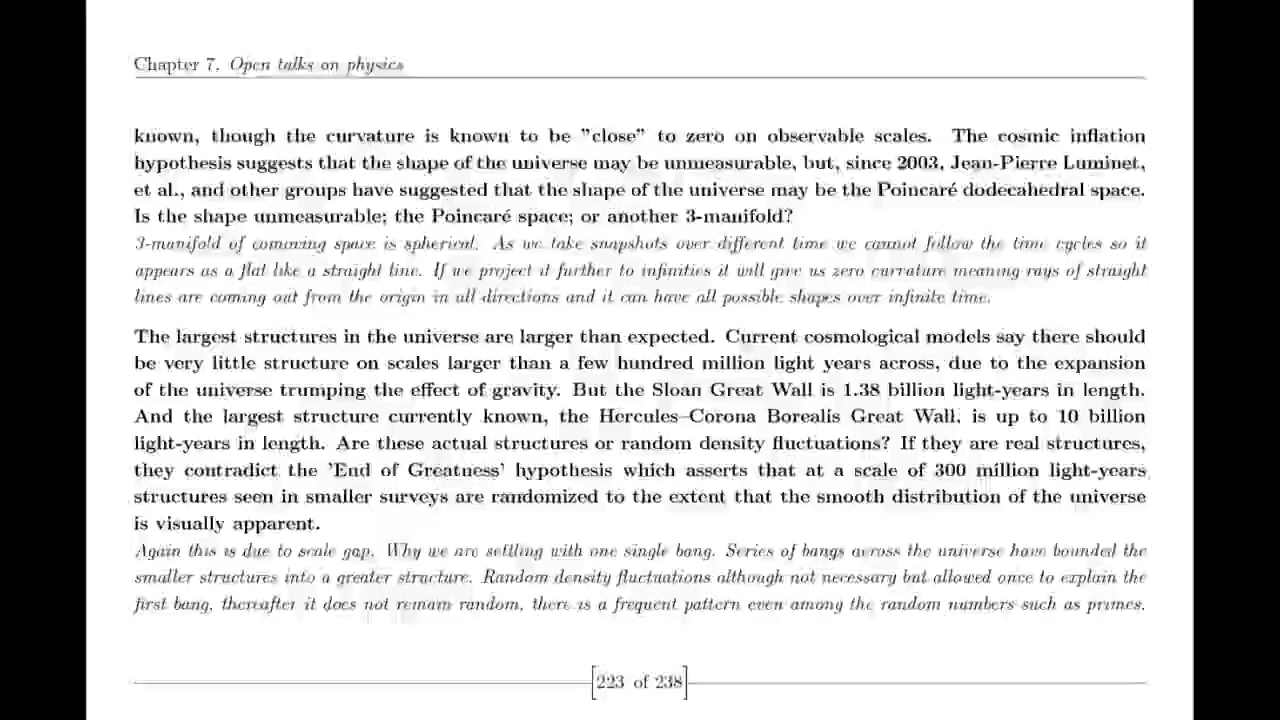 Chapter 7. Open talks on physics
known, though the curvature is known to be "close" to zero on observable scales. The cosmic inflation
hypothesis suggests that the shape of the universe may be unmeasurable, but, since 2003, Jean-Pierre Luminet,
et al., and other groups have suggested that the shape of the universe may be the Poincaré dodecahedral space.
Is the shape unmeasurable; the Poincaré space; or another 3-manifold?
3-manifold of commoving space is spherical. As we take snapshots over different time we cannot follow the time cycles so it
appears as a flat like a straight line. If we project it further to infinities it will give us zero curvature meaning rays of straight
lines are coming out from the origin in all directions and it can have all possible shapes over infinite time.
The largest structures in the universe are larger than expected. Current cosmological models say there should
be very little structure on scales larger than a few hundred million light years across, due to the expansion
of the universe trumping the effect of gravity. But the Sloan Great Wall is 1.38 billion light-years in length.
And the largest structure currently known, the Hercules–Corona Borealis Great Wall, is up to 10 billion
light-years in length. Are these actual structures or random density fluctuations? If they are real structures,
they contradict the 'End of Greatness' hypothesis which asserts that at a scale of 300 million light-years
structures seen in smaller surveys are randomized to the extent that the smooth distribution of the universe
is visually apparent.
Again this is due to scale gap. Why we are settling with one single bang. Series of bangs across the universe have bounded the
smaller structures into a greater structure. Random density fluctuations although not necessary but allowed once to explain the
first bang, thereafter it does not remain random, there is a frequent pattern even among the random numbers such as primes.
223 of 238